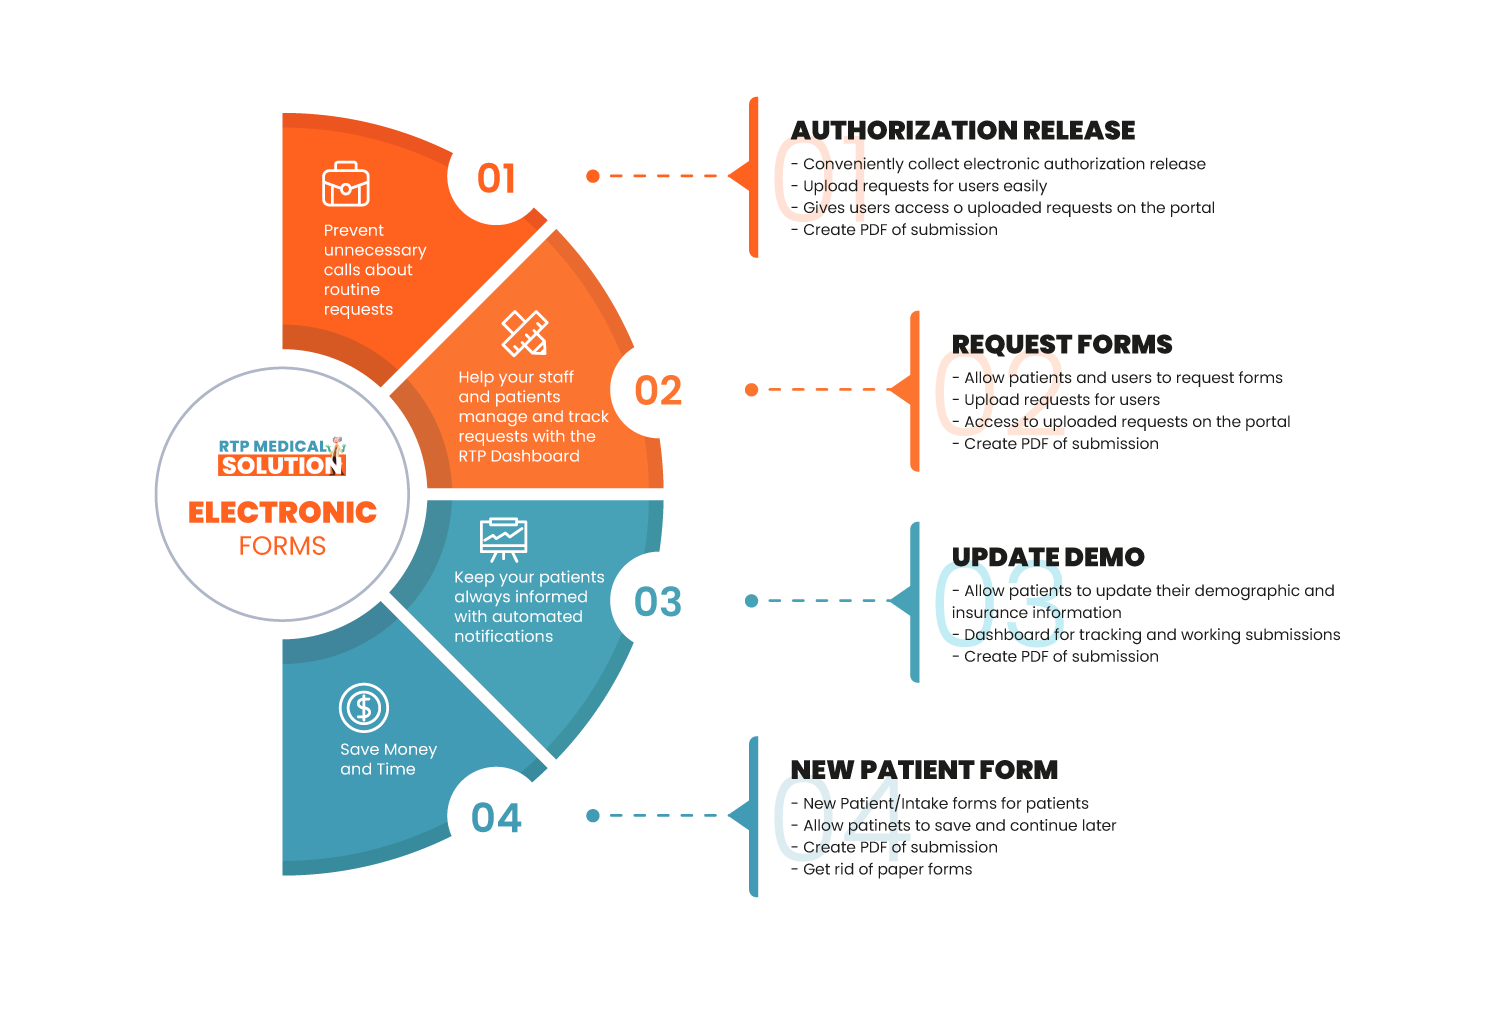 RTP MEDICAL
SOLUTION
ELECTRONIC
FORMS
01
Prevent
unnecessary
calls about
routine
requests
02
Help your staff
and patients
manage and track
requests with the
RTP Dashboard
03
Keep your patients
always informed
with automated
notifications
04
Save Money
and Time
01
AUTHORIZATION RELEASE
- Conveniently collect electronic authorization release
- Upload requests for users easily
- Gives users access o uploaded requests on the portal
- Create PDF of submission
02
REQUEST FORMS
- Allow patients and users to request forms
- Upload requests for users
- Access to uploaded requests on the portal
- Create PDF of submission
03
UPDATE DEMO
- Allow patients to update their demographic and
insurance information
- Dashboard for tracking and working submissions
- Create PDF of submission
04
NEW PATIENT FORM
- New Patient/Intake forms for patients
- Allow patinets to save and continue later
- Create PDF of submission
- Get rid of paper forms